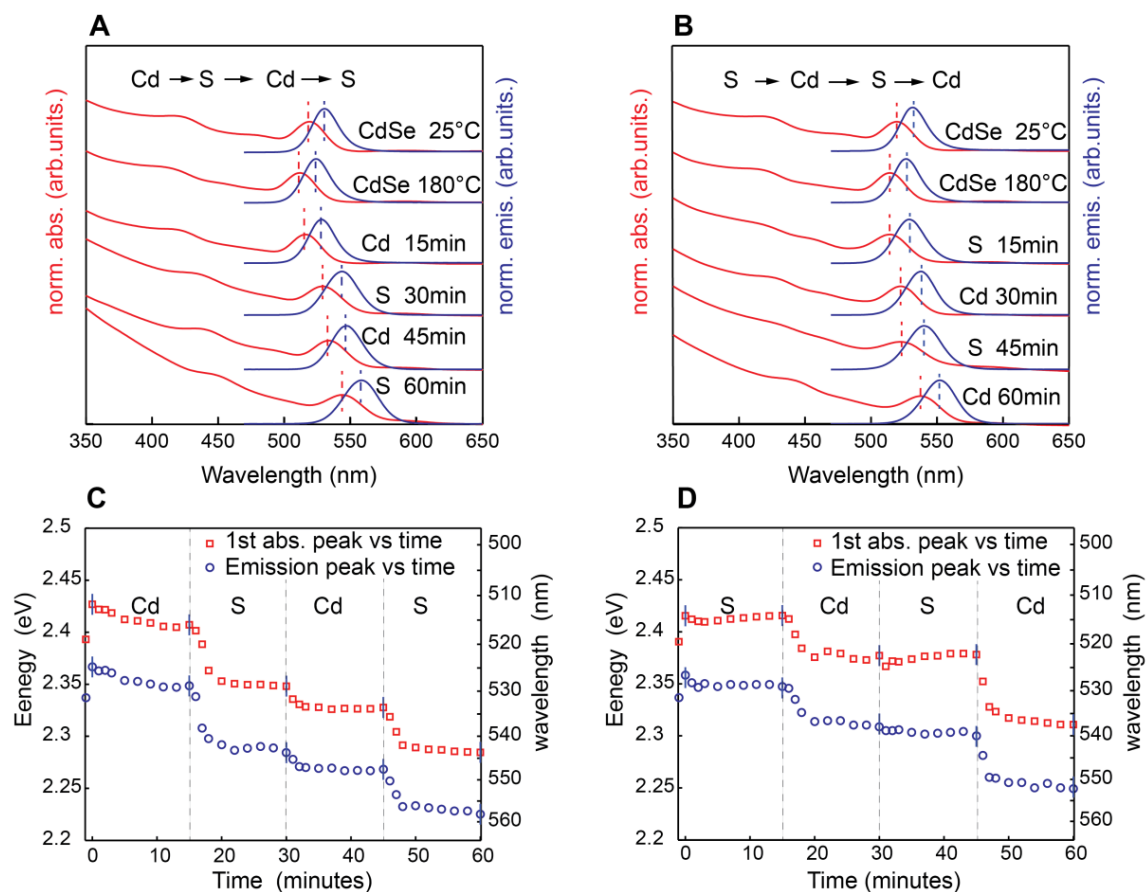 A
norm. abs. (arb.units.)
Cd → S → Cd → S
CdSe 25°C
CdSe 180°C
Cd 15min
S 30min
Cd 45min
S 60min
norm. emis. (arb.units.)
350 400 450 500 550 600 650
Wavelength (nm)
B
norm. abs. (arb.units.)
S → Cd → S → Cd
CdSe 25°C
CdSe 180°C
S 15min
Cd 30min
S 45min
Cd 60min
norm. emis. (arb.units.)
350 400 450 500 550 600 650
Wavelength (nm)
C
Eenegy (eV)
2.5
2.45
2.4
2.35
2.3
2.25
2.2
1st abs. peak vs time
Emission peak vs time
Cd S Cd S
500
510
520
530
540
550
560
wavelength (nm)
0 10 20 30 40 50 60
Time (minutes)
D
Eenegy (eV)
2.5
2.45
2.4
2.35
2.3
2.25
2.2
1st abs. peak vs time
Emission peak vs time
S Cd S Cd
500
510
520
530
540
550
560
wavelength (nm)
0 10 20 30 40 50 60
Time (minutes)